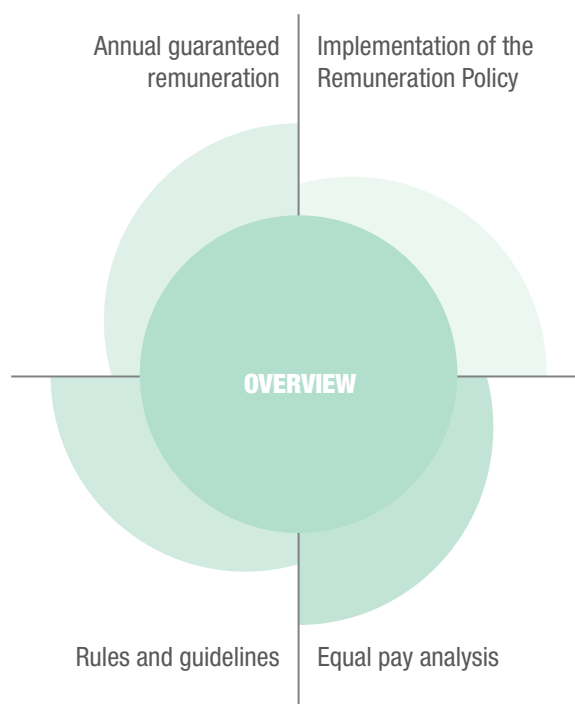 Annual guaranteed
remuneration
Implementation of the
Remuneration Policy
OVERVIEW
Rules and guidelines
Equal pay analysis